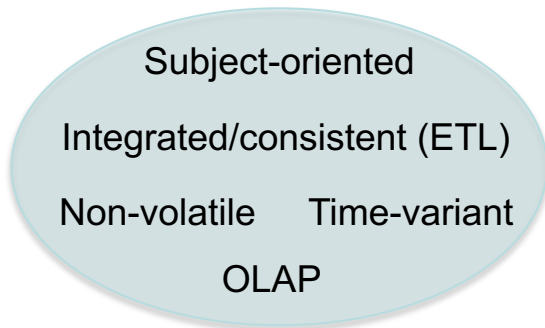 Subject-oriented
Integrated/consistent (ETL)
Non-volatile Time-variant
OLAP